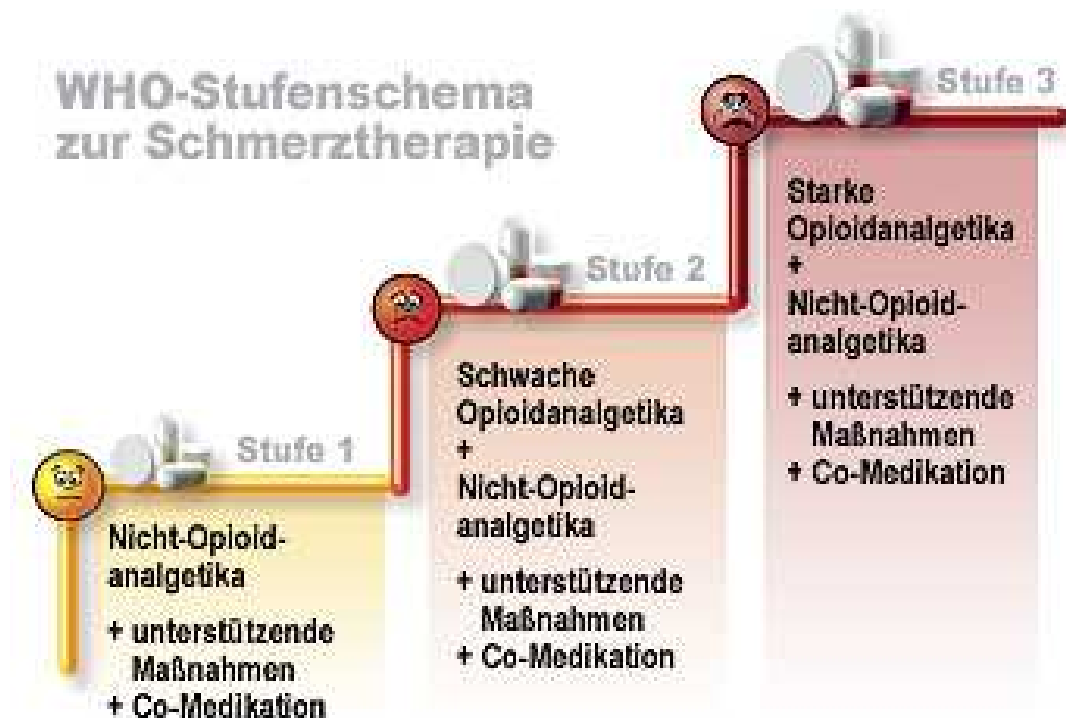 WHO-Stufenschema
zur Schmerztherapie
Stufe 1
Nicht-Opioid-
analgetika
+ unterstützende
Maßnahmen
+ Co-Medikation
Stufe 2
Schwache
Opioidanalgetika
+
Nicht-Opioid-
analgetika
+ unterstützende
Maßnahmen
+ Co-Medikation
Stufe 3
Starke
Opioidanalgetika
+
Nicht-Opioid-
analgetika
+ unterstützende
Maßnahmen
+ Co-Medikation